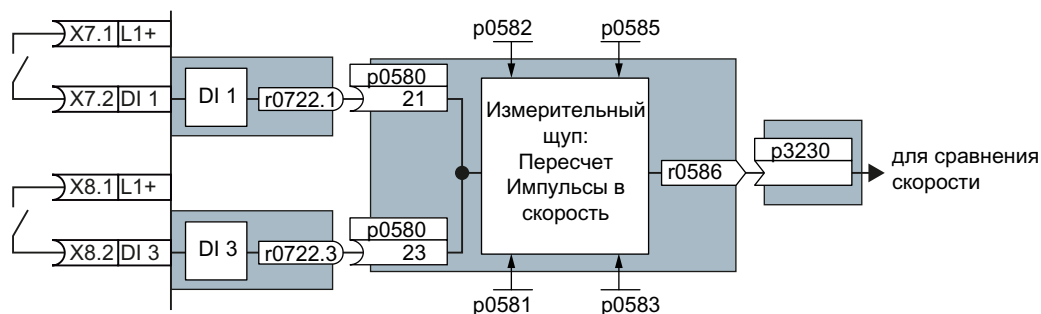 p0582
p0585
X7.1 L1+
X7.2 DI 1
DI 1
r0722.1
p0580
21
Измерительный
щуп:
Пересчет
Импульсы в
скорость
r0586
p3230
для сравнения
скорости
X8.1 L1+
X8.2 DI 3
DI 3
r0722.3
p0580
23
p0581
p0583